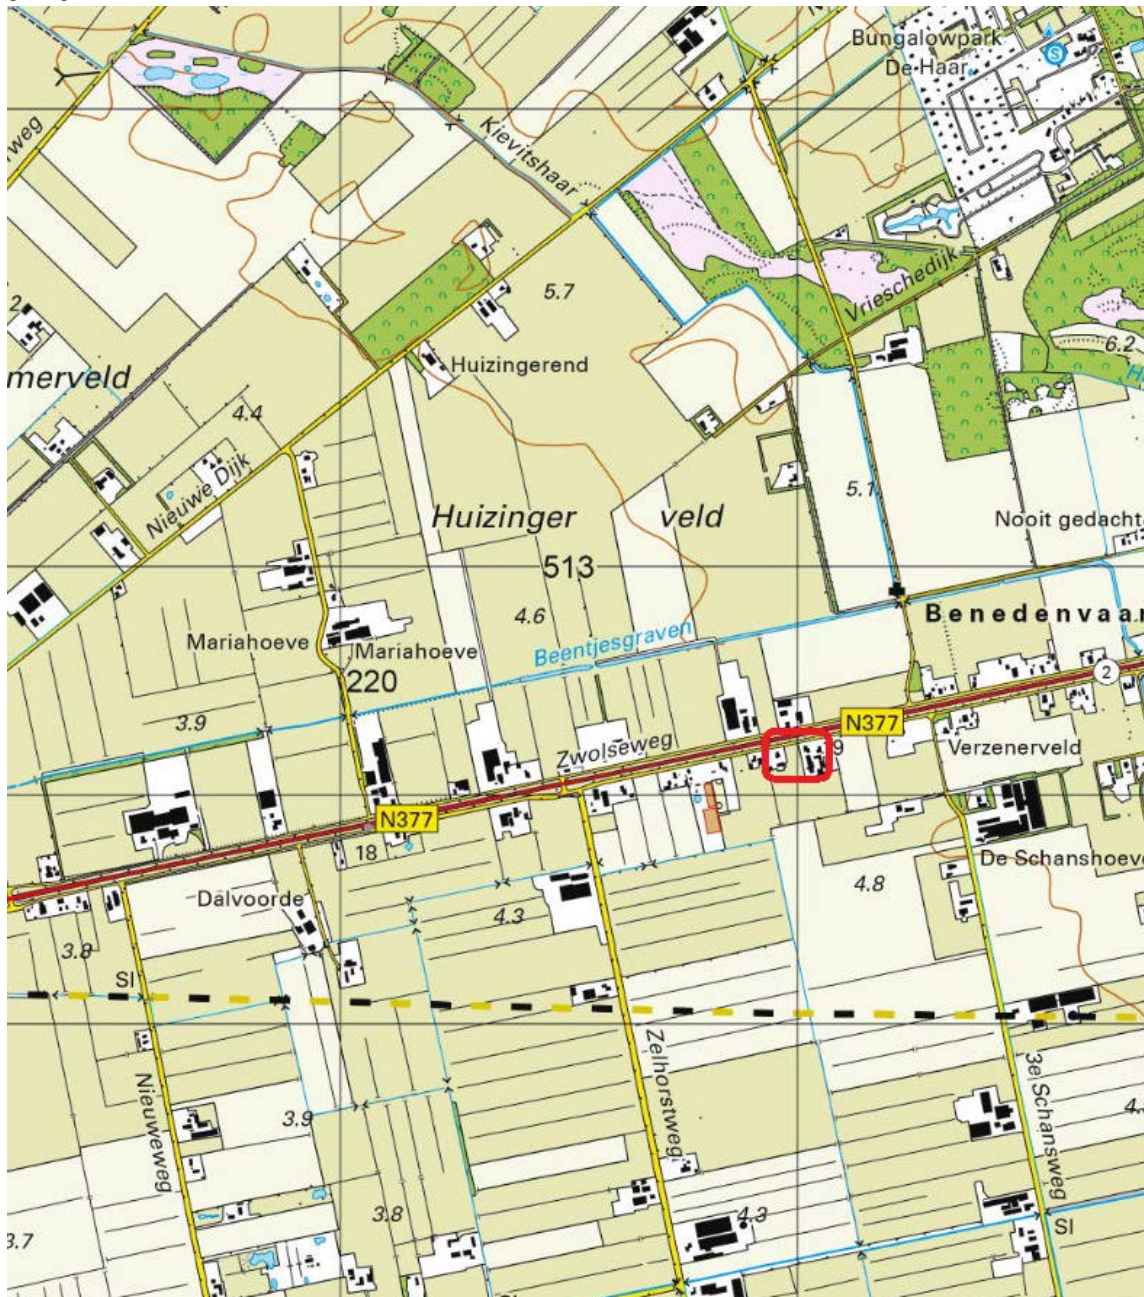 Bungalowpark
De Haar
S
Kievitshaar
rweg
5.7
Vrieschedijk
2
6.2
Huizingerend
merveld
4.4
Nieuwe Dijk
5.1
Huizinger veld
Nooit gedacht
513
4.6
Benedenvaar
Mariahoeve
Mariahoeve
Beentjesgraven
220
2
3.9
N377
Zwolseweg
9
Verzenerveld
N377
18
De Schanshoeve
4.8
Dalvoorde
4.3
3.8
Sl
Zelhorstweg
3e Schansweg
Nieuweweg
3.9
4.
3.8
4.3
Sl
3.7